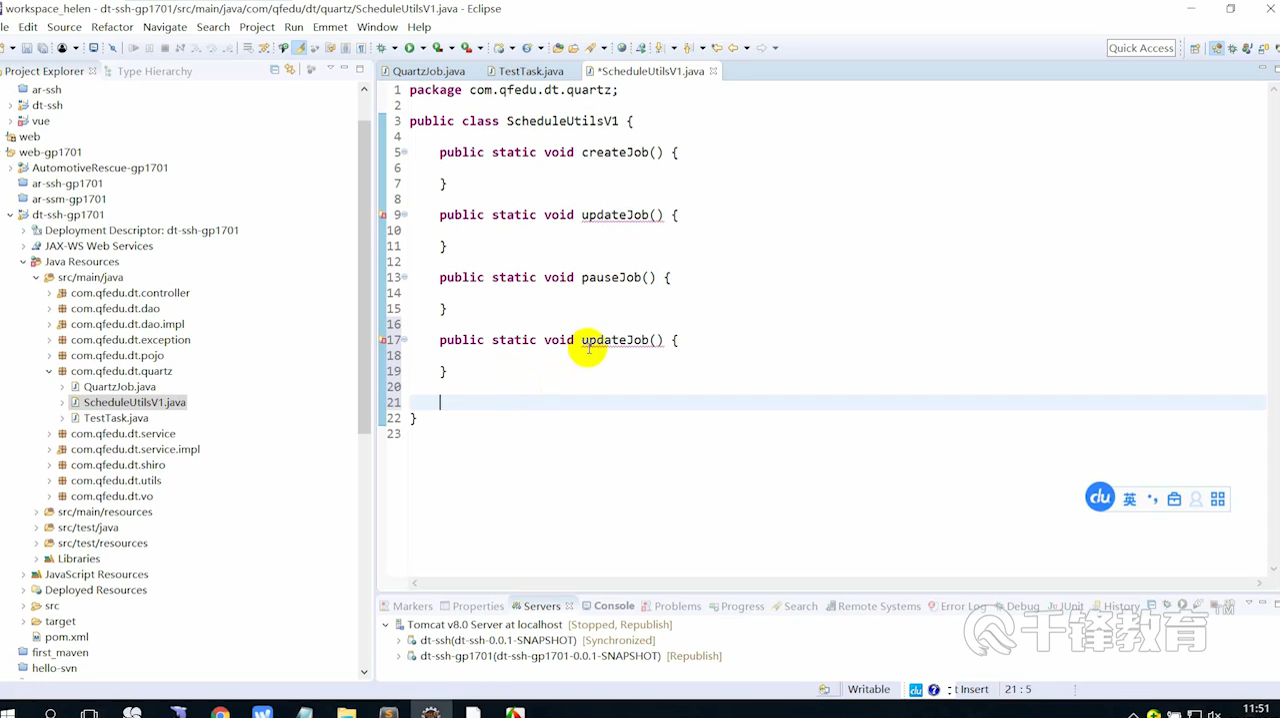 workspace_helen - dt-ssh-gp1701/src/main/java/com/qfedu/dt/quartz/ScheduleUtilsV1.java - Eclipse
le Edit Source Refactor Navigate Search Project Run Emmet Window Help
Quick Access
Project Explorer Type Hierarchy
QuartzJob.java TestTask.java *ScheduleUtilsV1.java
ar-ssh
dt-ssh
vue
web
web-gp1701
AutomotiveRescue-gp1701
ar-ssh-gp1701
ar-ssm-gp1701
dt-ssh-gp1701
Deployment Descriptor: dt-ssh-gp1701
JAX-WS Web Services
Java Resources
src/main/java
com.qfedu.dt.controller
com.qfedu.dt.dao
com.qfedu.dt.dao.impl
com.qfedu.dt.exception
com.qfedu.dt.pojo
com.qfedu.dt.quartz
QuartzJob.java
ScheduleUtilsV1.java
TestTask.java
com.qfedu.dt.service
com.qfedu.dt.service.impl
com.qfedu.dt.shiro
com.qfedu.dt.utils
com.qfedu.dt.vo
src/main/resources
src/test/java
src/test/resources
Libraries
JavaScript Resources
Deployed Resources
src
target
pom.xml
first_maven
hello-svn
1 package com.qfedu.dt.quartz;
2
3 public class ScheduleUtilsV1 {
4
5 public static void createJob() {
6
7 }
8
9 public static void updateJob() {
10
11 }
12
13 public static void pauseJob() {
14
15 }
16
17 public static void updateJob() {
18
19 }
20
21
22 }
23
du 英
Markers Properties Servers Console Problems Progress Search Remote Systems Error Log Debug JUnit History
Tomcat v8.0 Server at localhost [Stopped, Republish]
dt-ssh(dt-ssh-0.0.1-SNAPSHOT) [Synchronized]
dt-ssh-gp1701(dt-ssh-gp1701-0.0.1-SNAPSHOT) [Republish]
千锋教育
Writable
du
t Insert
21 : 5
11:51